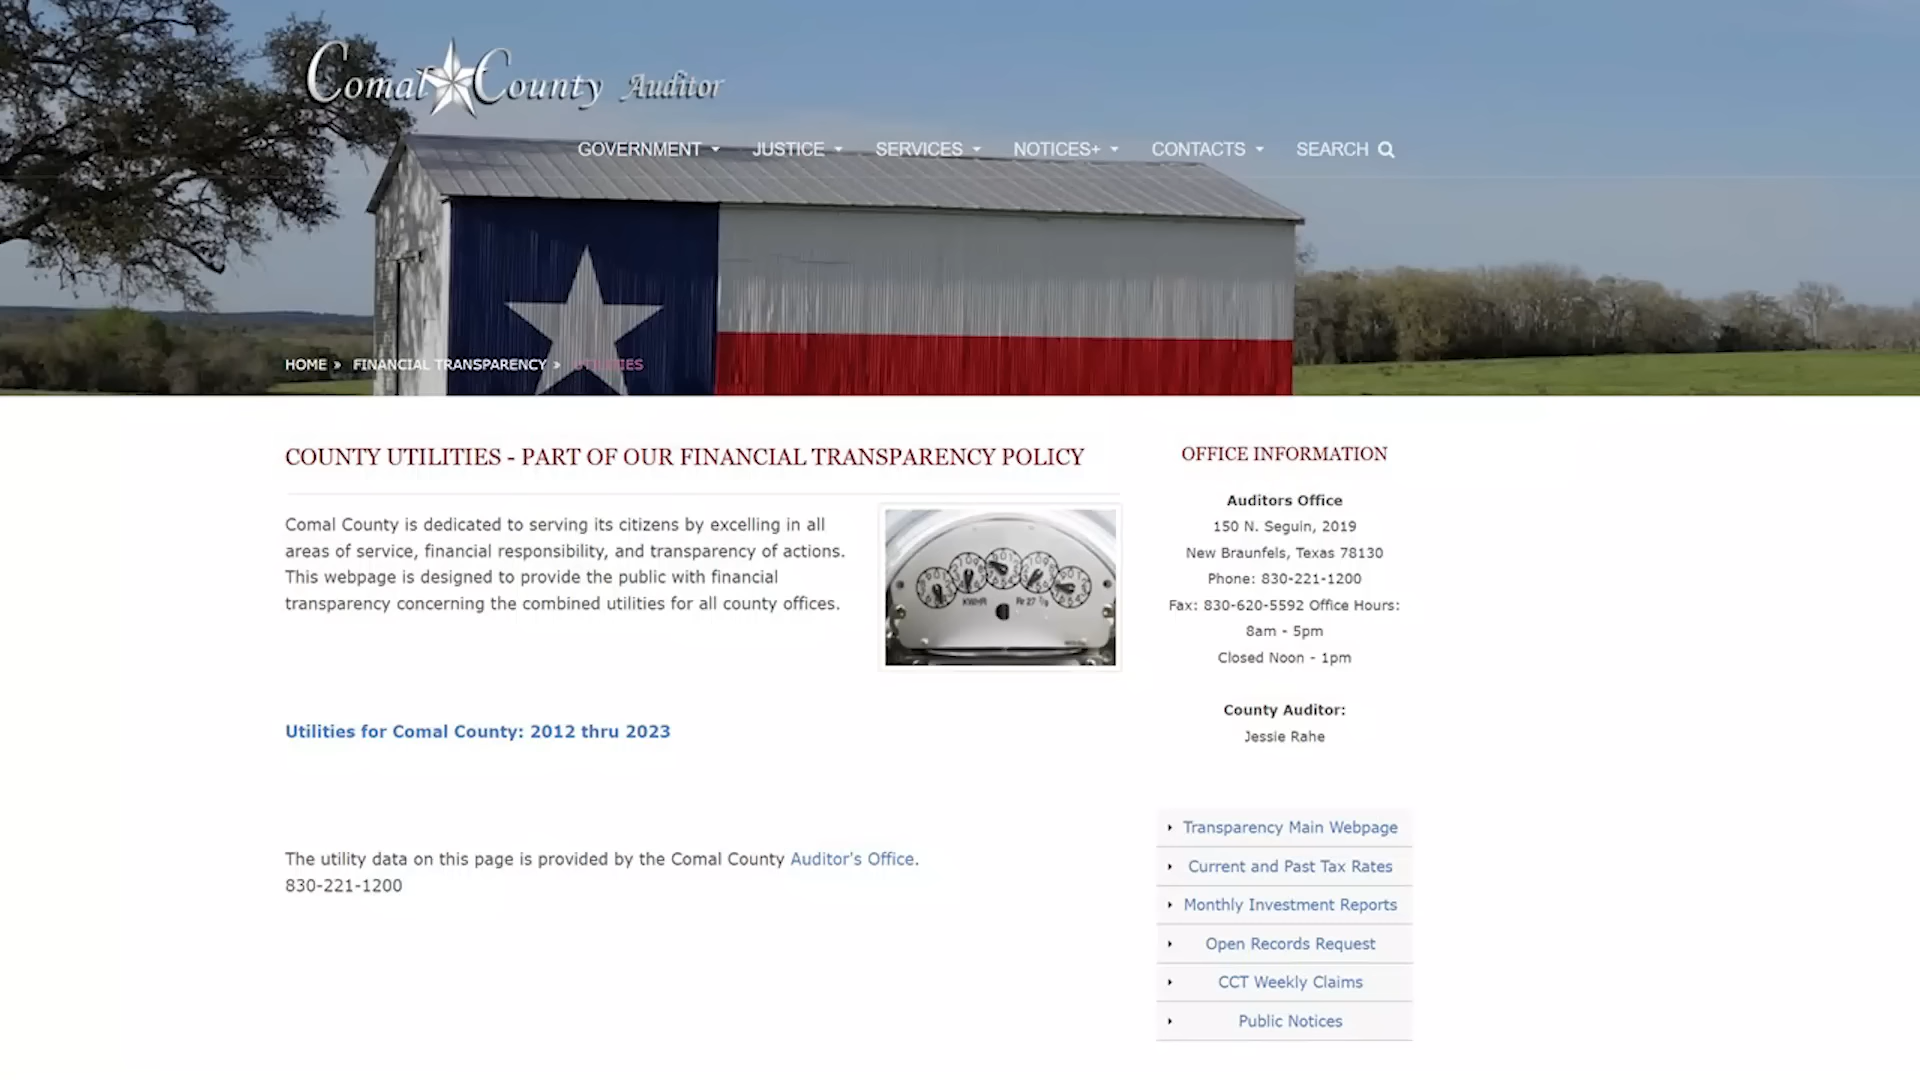 Comal County Auditor
GOVERNMENT JUSTICE SERVICES NOTICES+ CONTACTS SEARCH
HOME » FINANCIAL TRANSPARENCY » UTILITIES
COUNTY UTILITIES - PART OF OUR FINANCIAL TRANSPARENCY POLICY
Comal County is dedicated to serving its citizens by excelling in all
areas of service, financial responsibility, and transparency of actions.
This webpage is designed to provide the public with financial
transparency concerning the combined utilities for all county offices.
KWHR Rr 27 7/9
Utilities for Comal County: 2012 thru 2023
The utility data on this page is provided by the Comal County Auditor's Office.
830-221-1200
OFFICE INFORMATION
Auditors Office
150 N. Seguin, 2019
New Braunfels, Texas 78130
Phone: 830-221-1200
Fax: 830-620-5592 Office Hours:
8am - 5pm
Closed Noon - 1pm
County Auditor:
Jessie Rahe
Transparency Main Webpage
Current and Past Tax Rates
Monthly Investment Reports
Open Records Request
CCT Weekly Claims
Public Notices